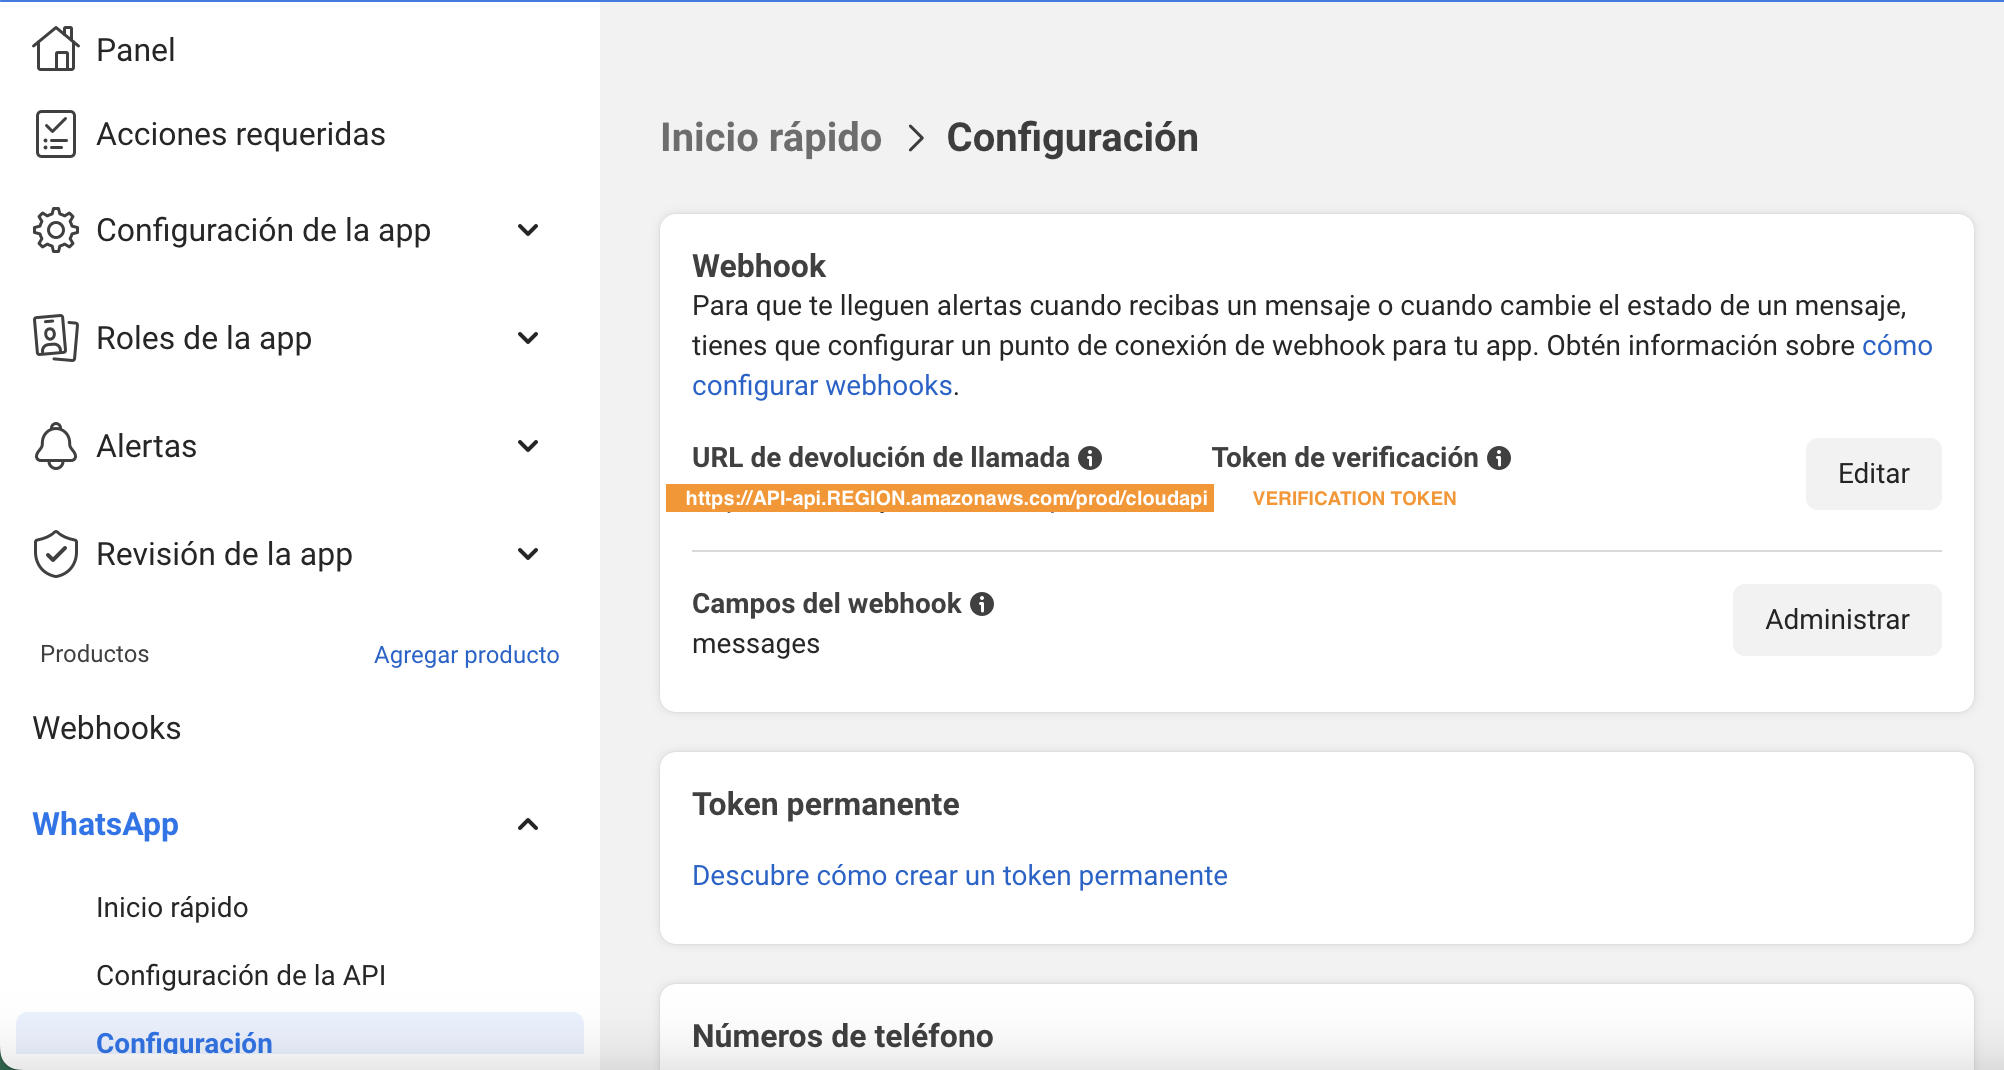 Panel
Acciones requeridas
Configuración de la app
Roles de la app
Alertas
Revisión de la app
Productos
Agregar producto
Webhooks
WhatsApp
Inicio rápido
Configuración de la API
Configuración
Inicio rápido > Configuración
Webhook
Para que te lleguen alertas cuando recibas un mensaje o cuando cambie el estado de un mensaje,
tienes que configurar un punto de conexión de webhook para tu app. Obtén información sobre cómo
configurar webhooks.
URL de devolución de llamada
Token de verificación
Editar
https://API-api.REGION.amazonaws.com/prod/cloudapi
VERIFICATION TOKEN
Campos del webhook
Administrar
messages
Token permanente
Descubre cómo crear un token permanente
Números de teléfono